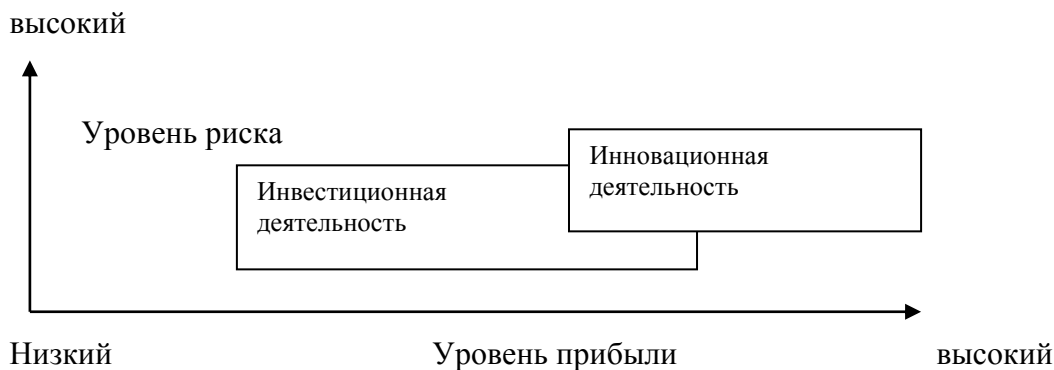 высокий
Уровень риска
Инновационная
деятельность
Инвестиционная
деятельность
Низкий Уровень прибыли высокий